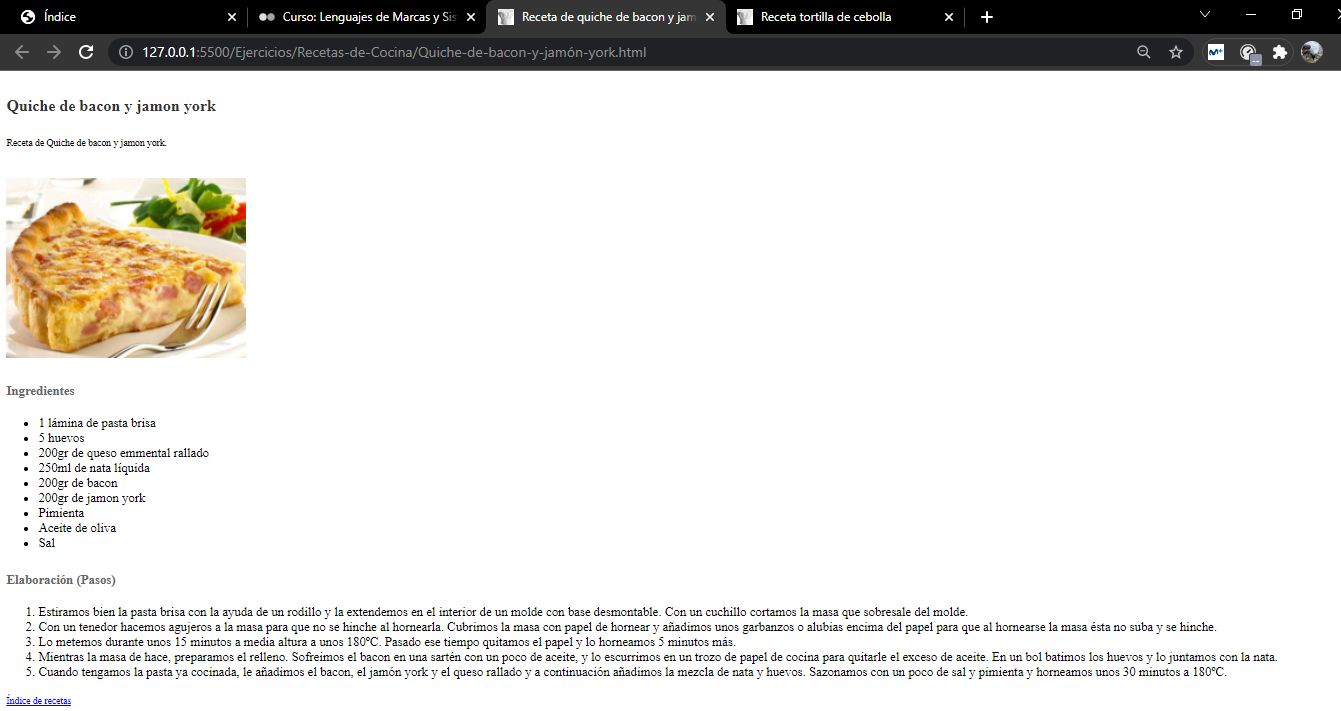 Índice
Curso: Lenguajes de Marcas y Sis
Receta de quiche de bacon y jam
Receta tortilla de cebolla
127.0.0.1:5500/Ejercicios/Recetas-de-Cocina/Quiche-de-bacon-y-jamón-york.html
Quiche de bacon y jamon york
Receta de Quiche de bacon y jamon york.
Ingredientes
1 lámina de pasta brisa
5 huevos
200gr de queso emmental rallado
250ml de nata líquida
200gr de bacon
200gr de jamon york
Pimienta
Aceite de oliva
Sal
Elaboración (Pasos)
1. Estiramos bien la pasta brisa con la ayuda de un rodillo y la extendemos en el interior de un molde con base desmontable. Con un cuchillo cortamos la masa que sobresale del molde.
2. Con un tenedor hacemos agujeros a la masa para que no se hinche al hornearla. Cubrimos la masa con papel de hornear y añadimos unos garbanzos o alubias encima del papel para que al hornearse la masa ésta no suba y se hinche.
3. Lo metemos durante unos 15 minutos a media altura a unos 180ºC. Pasado ese tiempo quitamos el papel y lo horneamos 5 minutos más.
4. Mientras la masa de hace, preparamos el relleno. Sofreimos el bacon en una sartén con un poco de aceite, y lo escurrimos en un trozo de papel de cocina para quitarle el exceso de aceite. En un bol batimos los huevos y lo juntamos con la nata.
5. Cuando tengamos la pasta ya cocinada, le añadimos el bacon, el jamón york y el queso rallado y a continuación añadimos la mezcla de nata y huevos. Sazonamos con un poco de sal y pimienta y horneamos unos 30 minutos a 180ºC.
Índice de recetas